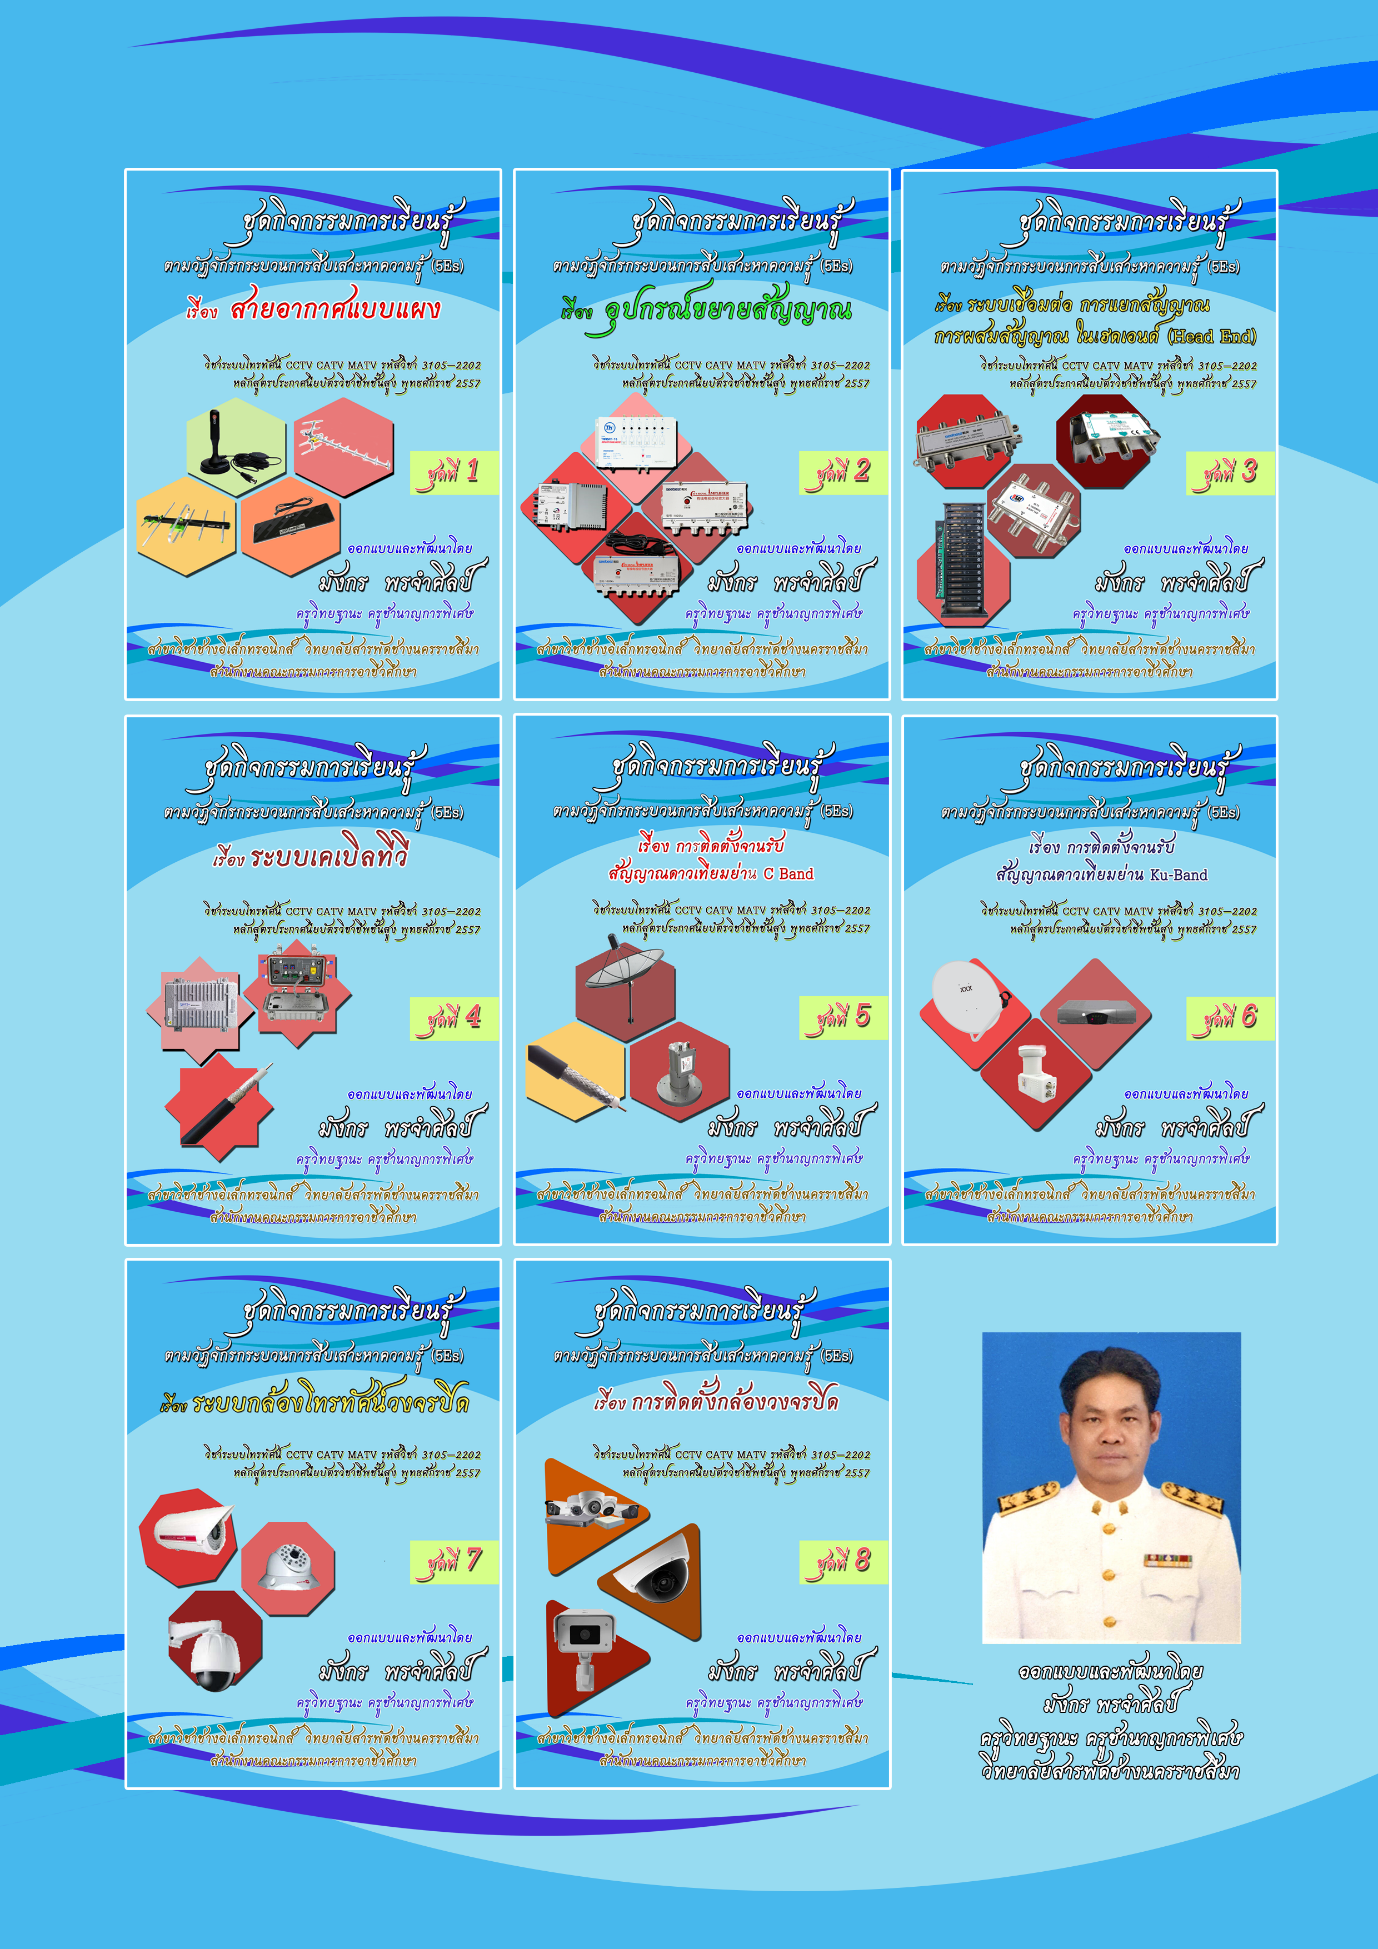 ชุดกิจกรรมการเรียนรู้
ตามวัฏจักรกระบวนการสืบเสาะหาความรู้ (5Es)
เรื่อง สายอากาศแบบแผง
วิชาระบบโทรทัศน์ CCTV CATV MATV รหัสวิชา 3105-2202
หลักสูตรประกาศนียบัตรวิชาชีพชั้นสูง พุทธศักราช 2557
ชุดที่ 1
ออกแบบและพัฒนาโดย
มังกร พรจำศิลป์
ครูวิทยฐานะ ครูชำนาญการพิเศษ
สาขาวิชาช่างอิเล็กทรอนิกส์ วิทยาลัยสารพัดช่างนครราชสีมา
สำนักงานคณะกรรมการการอาชีวศึกษา
ชุดกิจกรรมการเรียนรู้
ตามวัฏจักรกระบวนการสืบเสาะหาความรู้ (5Es)
เรื่อง อุปกรณ์ขยายสัญญาณ
วิชาระบบโทรทัศน์ CCTV CATV MATV รหัสวิชา 3105-2202
หลักสูตรประกาศนียบัตรวิชาชีพชั้นสูง พุทธศักราช 2557
ชุดที่ 2
ออกแบบและพัฒนาโดย
มังกร พรจำศิลป์
ครูวิทยฐานะ ครูชำนาญการพิเศษ
สาขาวิชาช่างอิเล็กทรอนิกส์ วิทยาลัยสารพัดช่างนครราชสีมา
สำนักงานคณะกรรมการการอาชีวศึกษา
ชุดกิจกรรมการเรียนรู้
ตามวัฏจักรกระบวนการสืบเสาะหาความรู้ (5Es)
เรื่อง ระบบเชื่อมต่อ การแยกสัญญาณ
การผสมสัญญาณ ในเฮดเอนด์ (Head End)
วิชาระบบโทรทัศน์ CCTV CATV MATV รหัสวิชา 3105-2202
หลักสูตรประกาศนียบัตรวิชาชีพชั้นสูง พุทธศักราช 2557
ชุดที่ 3
ออกแบบและพัฒนาโดย
มังกร พรจำศิลป์
ครูวิทยฐานะ ครูชำนาญการพิเศษ
สาขาวิชาช่างอิเล็กทรอนิกส์ วิทยาลัยสารพัดช่างนครราชสีมา
สำนักงานคณะกรรมการการอาชีวศึกษา
ชุดกิจกรรมการเรียนรู้
ตามวัฏจักรกระบวนการสืบเสาะหาความรู้ (5Es)
เรื่อง ระบบเคเบิลทีวี
วิชาระบบโทรทัศน์ CCTV CATV MATV รหัสวิชา 3105-2202
หลักสูตรประกาศนียบัตรวิชาชีพชั้นสูง พุทธศักราช 2557
ชุดที่ 4
ออกแบบและพัฒนาโดย
มังกร พรจำศิลป์
ครูวิทยฐานะ ครูชำนาญการพิเศษ
สาขาวิชาช่างอิเล็กทรอนิกส์ วิทยาลัยสารพัดช่างนครราชสีมา
สำนักงานคณะกรรมการการอาชีวศึกษา
ชุดกิจกรรมการเรียนรู้
ตามวัฏจักรกระบวนการสืบเสาะหาความรู้ (5Es)
เรื่อง การติดตั้งจานรับ
สัญญาณดาวเทียมย่าน C Band
วิชาระบบโทรทัศน์ CCTV CATV MATV รหัสวิชา 3105-2202
หลักสูตรประกาศนียบัตรวิชาชีพชั้นสูง พุทธศักราช 2557
ชุดที่ 5
ออกแบบและพัฒนาโดย
มังกร พรจำศิลป์
ครูวิทยฐานะ ครูชำนาญการพิเศษ
สาขาวิชาช่างอิเล็กทรอนิกส์ วิทยาลัยสารพัดช่างนครราชสีมา
สำนักงานคณะกรรมการการอาชีวศึกษา
ชุดกิจกรรมการเรียนรู้
ตามวัฏจักรกระบวนการสืบเสาะหาความรู้ (5Es)
เรื่อง การติดตั้งจานรับ
สัญญาณดาวเทียมย่าน Ku-Band
วิชาระบบโทรทัศน์ CCTV CATV MATV รหัสวิชา 3105-2202
หลักสูตรประกาศนียบัตรวิชาชีพชั้นสูง พุทธศักราช 2557
XXX
ชุดที่ 6
ออกแบบและพัฒนาโดย
มังกร พรจำศิลป์
ครูวิทยฐานะ ครูชำนาญการพิเศษ
สาขาวิชาช่างอิเล็กทรอนิกส์ วิทยาลัยสารพัดช่างนครราชสีมา
สำนักงานคณะกรรมการการอาชีวศึกษา
ชุดกิจกรรมการเรียนรู้
ตามวัฏจักรกระบวนการสืบเสาะหาความรู้ (5Es)
เรื่อง ระบบกล้องโทรทัศน์วงจรปิด
วิชาระบบโทรทัศน์ CCTV CATV MATV รหัสวิชา 3105-2202
หลักสูตรประกาศนียบัตรวิชาชีพชั้นสูง พุทธศักราช 2557
ชุดที่ 7
ออกแบบและพัฒนาโดย
มังกร พรจำศิลป์
ครูวิทยฐานะ ครูชำนาญการพิเศษ
สาขาวิชาช่างอิเล็กทรอนิกส์ วิทยาลัยสารพัดช่างนครราชสีมา
สำนักงานคณะกรรมการการอาชีวศึกษา
ชุดกิจกรรมการเรียนรู้
ตามวัฏจักรกระบวนการสืบเสาะหาความรู้ (5Es)
เรื่อง การติดตั้งกล้องวงจรปิด
วิชาระบบโทรทัศน์ CCTV CATV MATV รหัสวิชา 3105-2202
หลักสูตรประกาศนียบัตรวิชาชีพชั้นสูง พุทธศักราช 2557
ชุดที่ 8
ออกแบบและพัฒนาโดย
มังกร พรจำศิลป์
ครูวิทยฐานะ ครูชำนาญการพิเศษ
สาขาวิชาช่างอิเล็กทรอนิกส์ วิทยาลัยสารพัดช่างนครราชสีมา
สำนักงานคณะกรรมการการอาชีวศึกษา
ออกแบบและพัฒนาโดย
มังกร พรจำศิลป์
ครูวิทยฐานะ ครูชำนาญการพิเศษ
วิทยาลัยสารพัดช่างนครราชสีมา